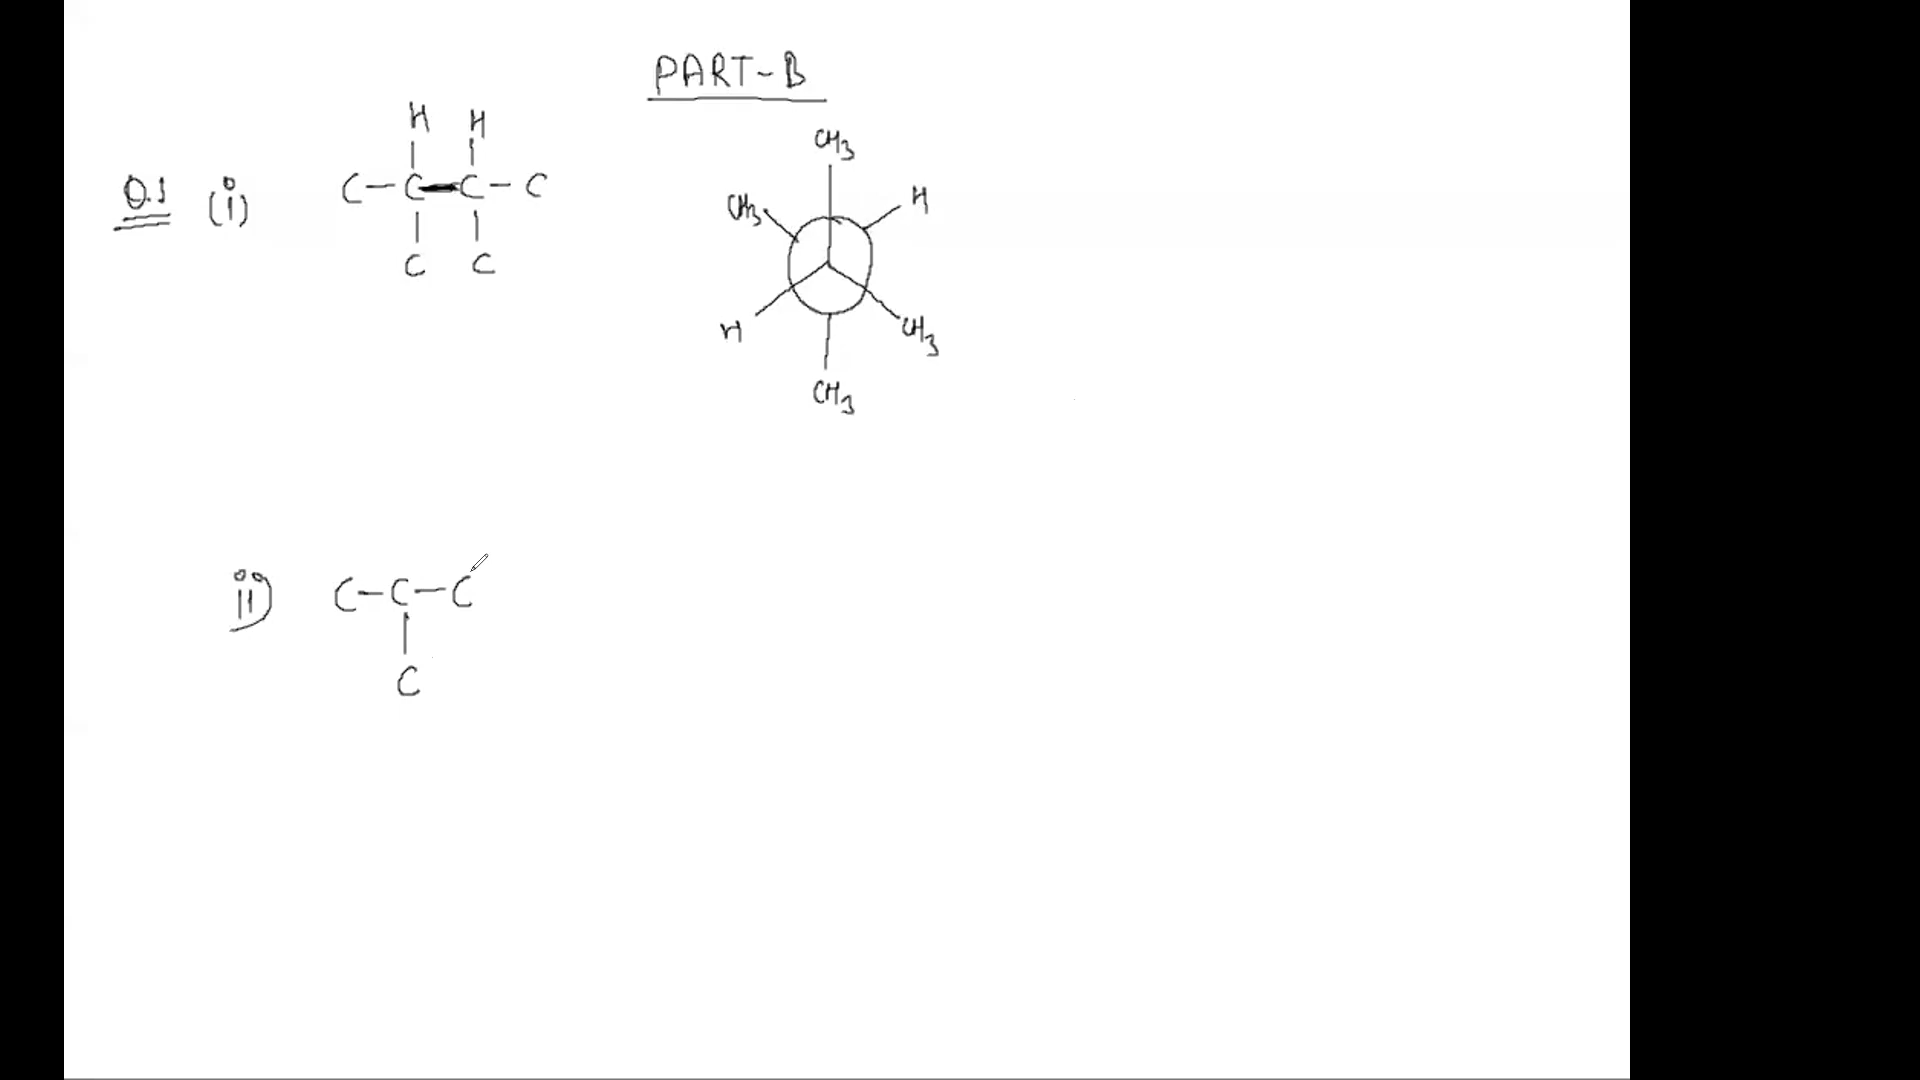 PART-B
Q.1 (i)
H H
C-C-C-C
C C
CH3
CH3 H
H CH3
CH3
ii) C-C-C
C